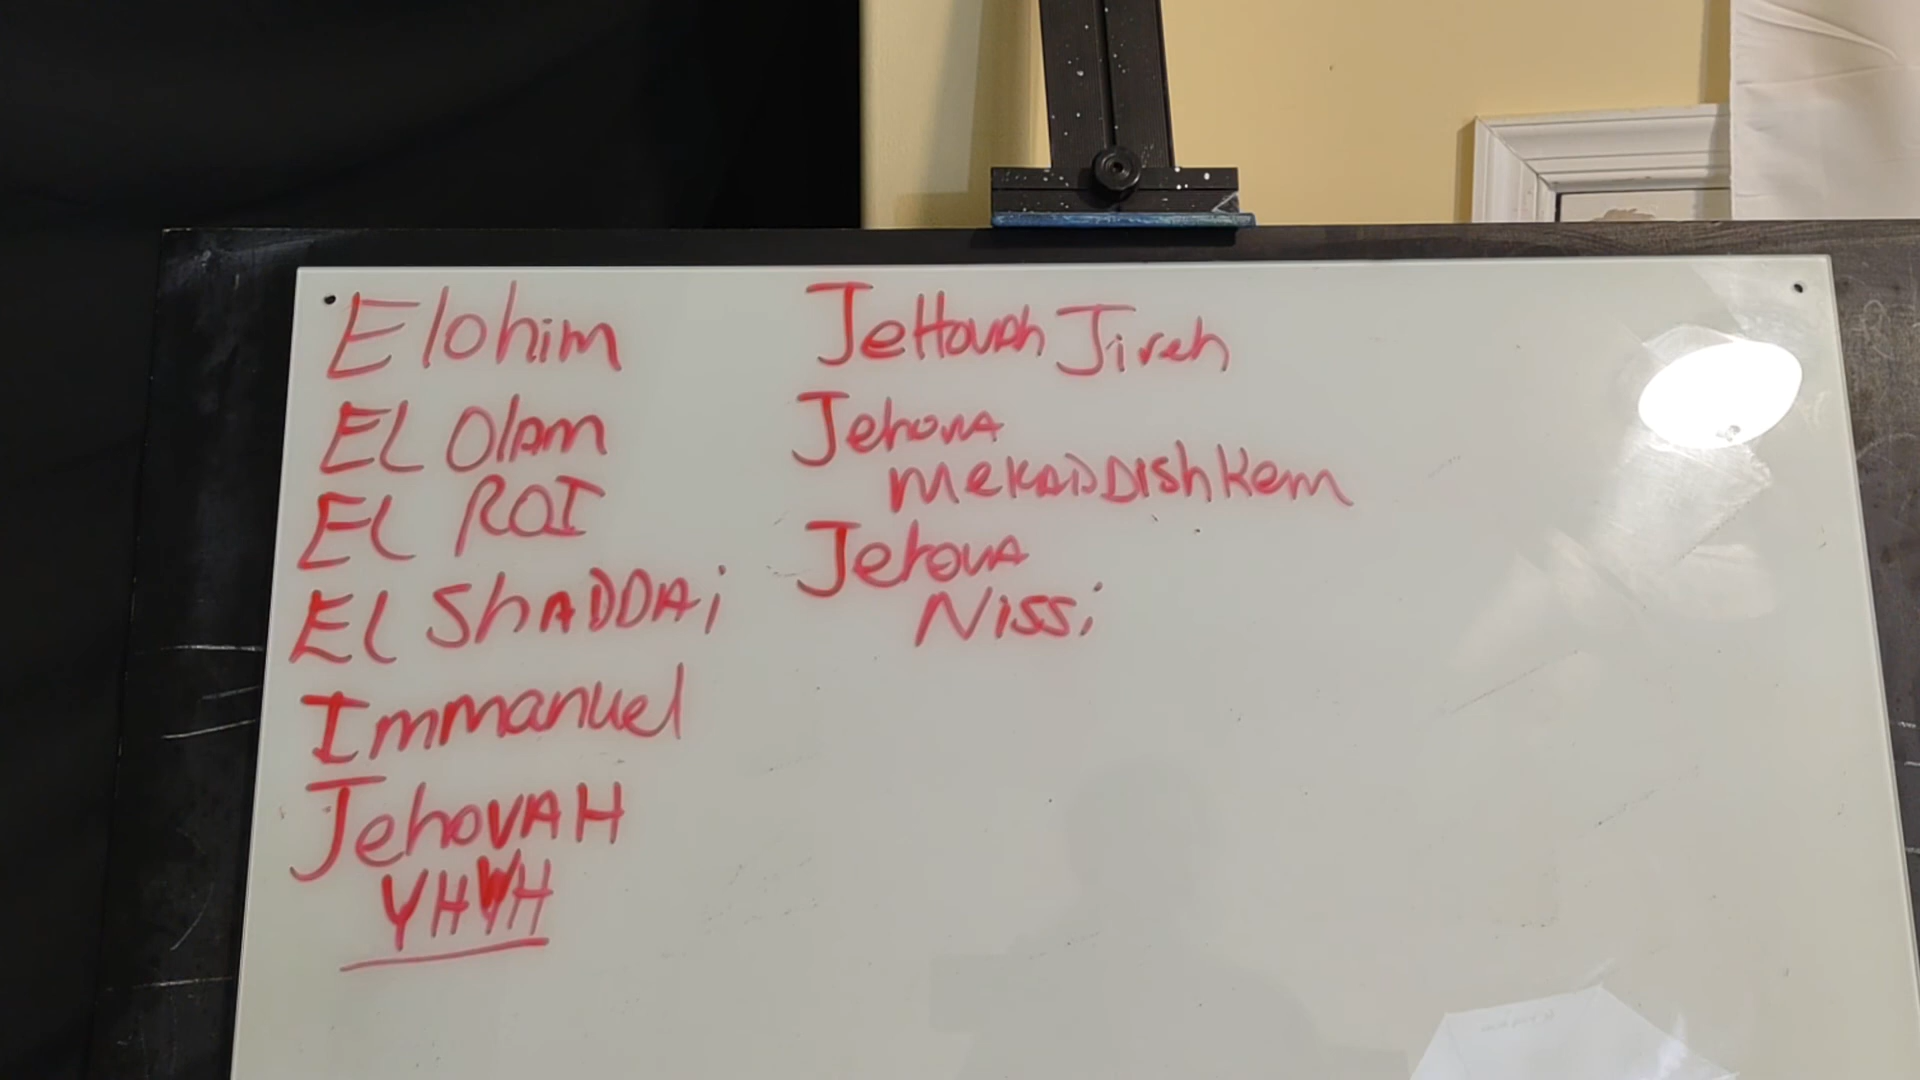 Elohim
EL Olam
EL ROI
EL ShADDAi
Immanuel
JehovAH
YHWH
JeHovah Jireh
Jehova
MekADDIShKem
Jehova
Nissi